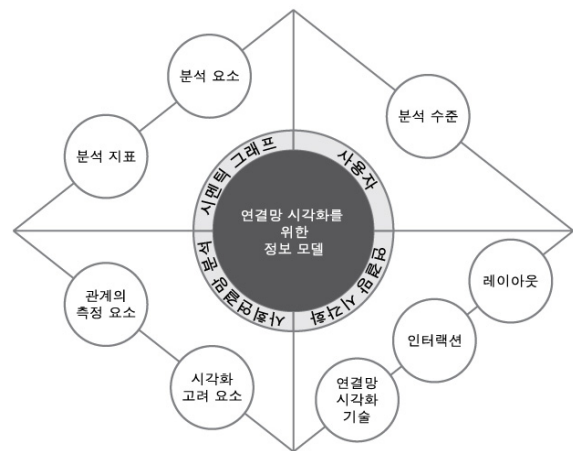 분석 요소
분석 수준
분석 지표
시멘틱 그래프
사용자
연결망 시각화를
위한
정보 모델
사회연결망 분석
연결망 시각화
레이아웃
관계의
측정 요소
인터랙션
시각화
고려 요소
연결망
시각화
기술